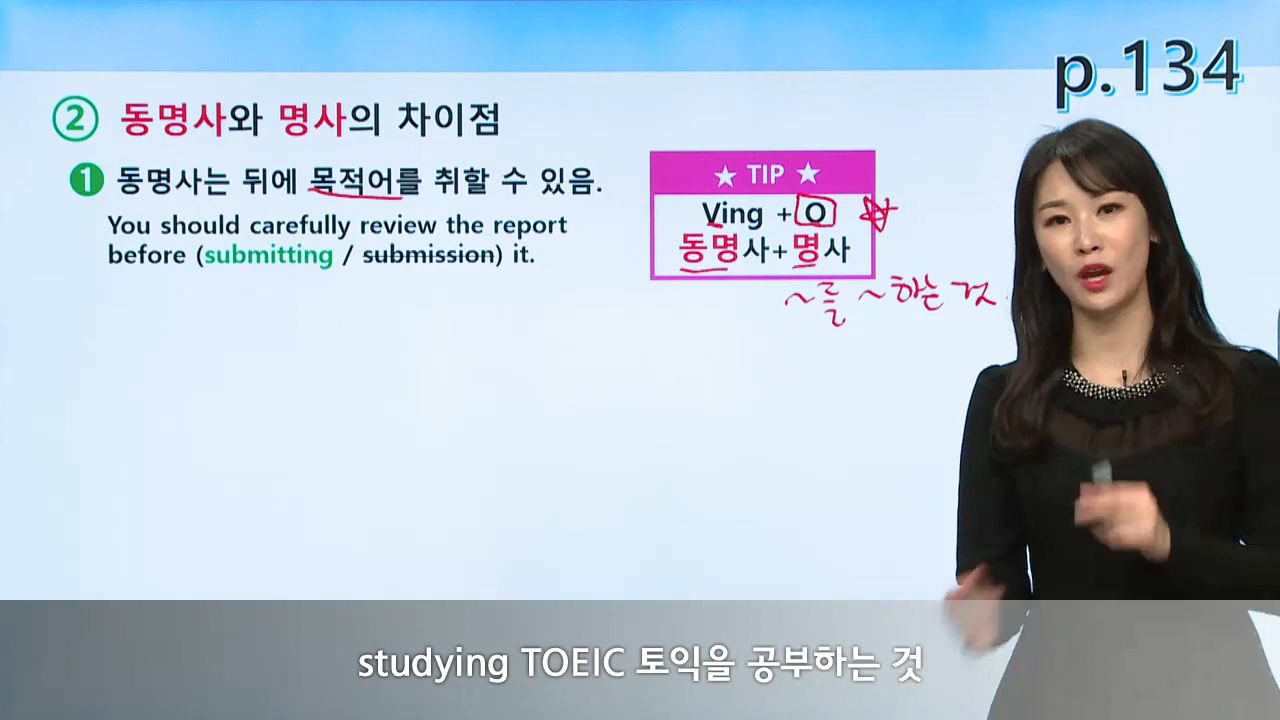 p.134
② 동명사와 명사의 차이점
❶ 동명사는 뒤에 목적어를 취할 수 있음.
You should carefully review the report
before (submitting / submission) it.
★ TIP ★
Ving + O
동명사+명사
~를 ~하는 것
studying TOEIC 토익을 공부하는 것